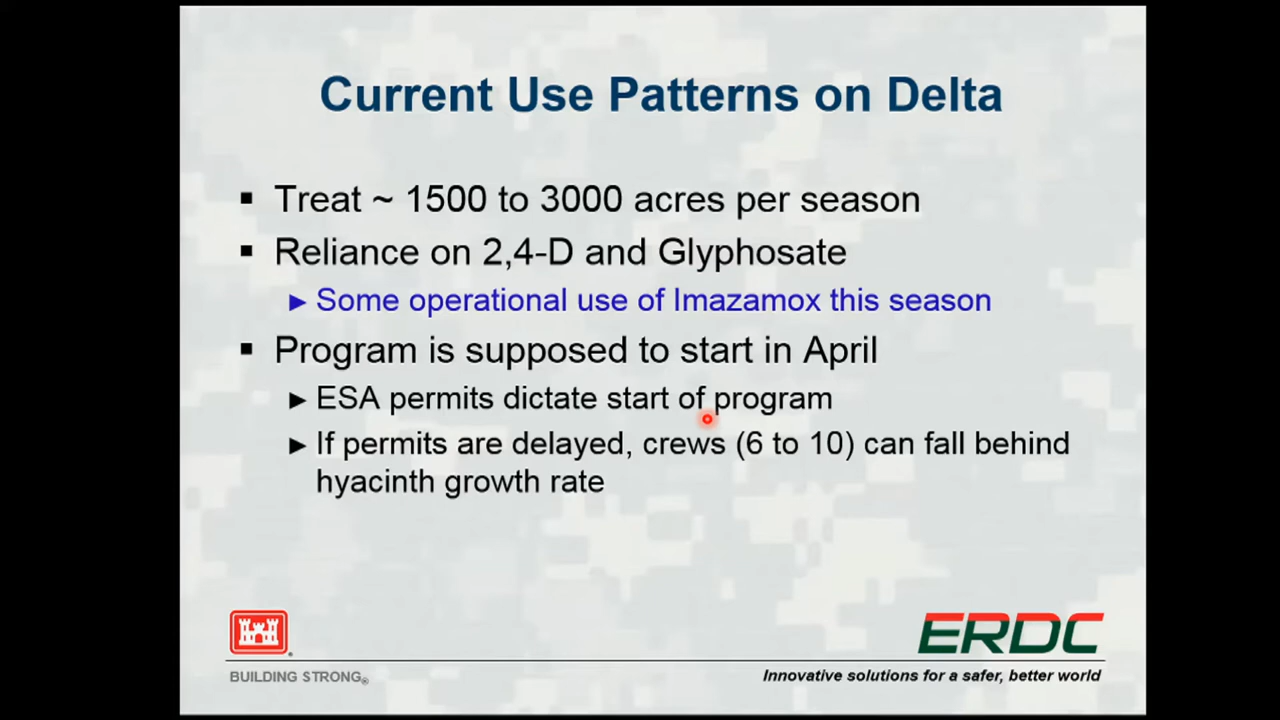 Current Use Patterns on Delta
▪ Treat ~ 1500 to 3000 acres per season
▪ Reliance on 2,4-D and Glyphosate
► Some operational use of Imazamox this season
▪ Program is supposed to start in April
► ESA permits dictate start of program
► If permits are delayed, crews (6 to 10) can fall behind
hyacinth growth rate
ERDC
BUILDING STRONG®
Innovative solutions for a safer, better world